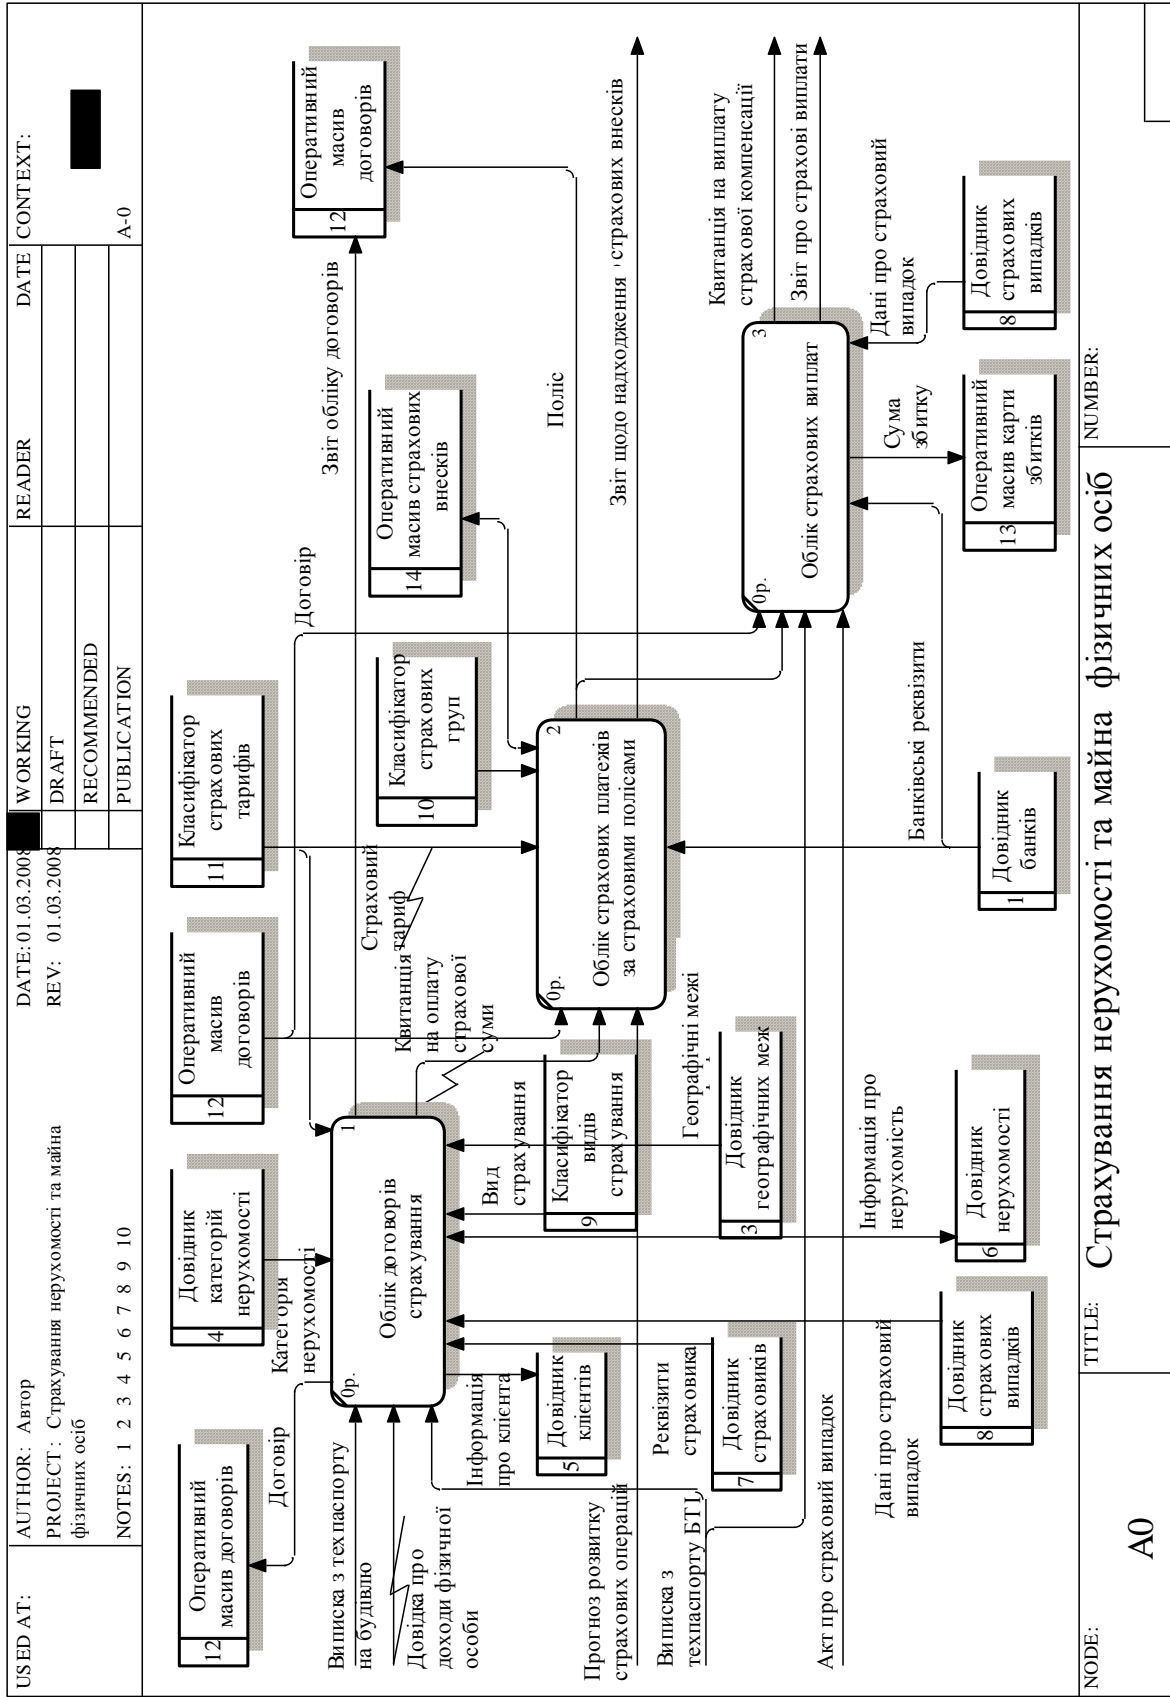 USED AT:
AUTHOR: Автор
PROJECT: Страхування нерухомості та майна
фізичних осіб
NOTES: 1 2 3 4 5 6 7 8 9 10
DATE: 01.03.2008
REV: 01.03.2008
WORKING
DRAFT
RECOMMENDED
PUBLICATION
READER
DATE
CONTEXT:
A-0
12
Оперативний
масив договорів
Договір
4
Довідник
категорій
нерухомості
Категорія
нерухомості
12
Оперативний
масив
договорів
11
Класифікатор
страхових
тарифів
Договір
Звіт обліку договорів
12
Оперативний
масив
договорів
Виписка з техпаспорту
на будівлю
Довідка про
доходи фізичної
особи
0р.
1
Облік договорів
страхування
Страховий
тариф
Квитанція
на оплату
страхової
суми
10
Класифікатор
страхових
груп
14
Оперативний
масив страхових
внесків
Поліс
Інформація
про клієнта
5
Довідник
клієнтів
Вид
страхування
9
Класифікатор
видів
страхування
0р.
2
Облік страхових платежів
за страховими полісами
Звіт щодо надходження страхових внесків
Прогноз розвитку
страхових операцій
Виписка з
техпаспорту БТІ
Реквізити
страховика
7
Довідник
страховиків
Географічні межі
3
Довідник
географічних меж
0р.
3
Облік страхових виплат
Квитанція на виплату
страхової компенсації
Звіт про страхові виплати
Акт про страховий випадок
Дані про страховий
випадок
8
Довідник
страхових
випадків
Інформація про
нерухомість
6
Довідник
нерухомості
Банківські реквізити
1
Довідник
банків
Сума
збитку
13
Оперативний
масив карти
збитків
Дані про страховий
випадок
8
Довідник
страхових
випадків
NODE:
A0
TITLE:
Страхування нерухомості та майна фізичних осіб
NUMBER: